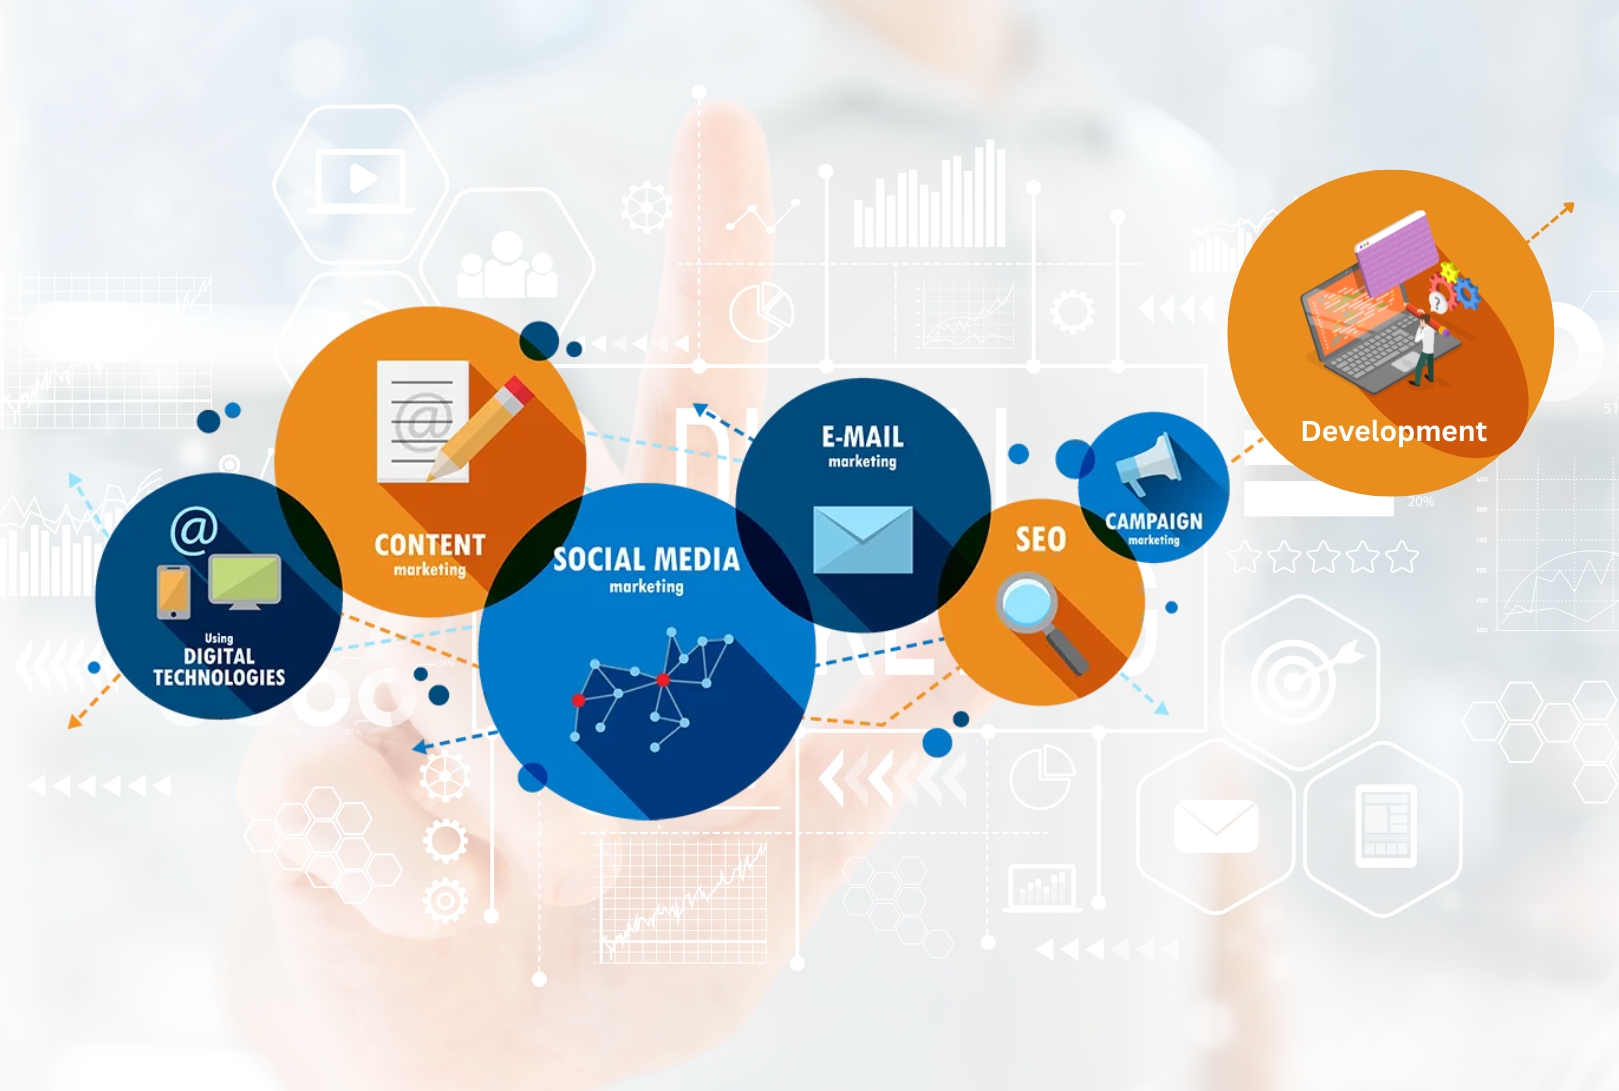 Using
DIGITAL
TECHNOLOGIES
CONTENT
marketing
SOCIAL MEDIA
marketing
E-MAIL
marketing
SEO
CAMPAIGN
marketing
Development
20%